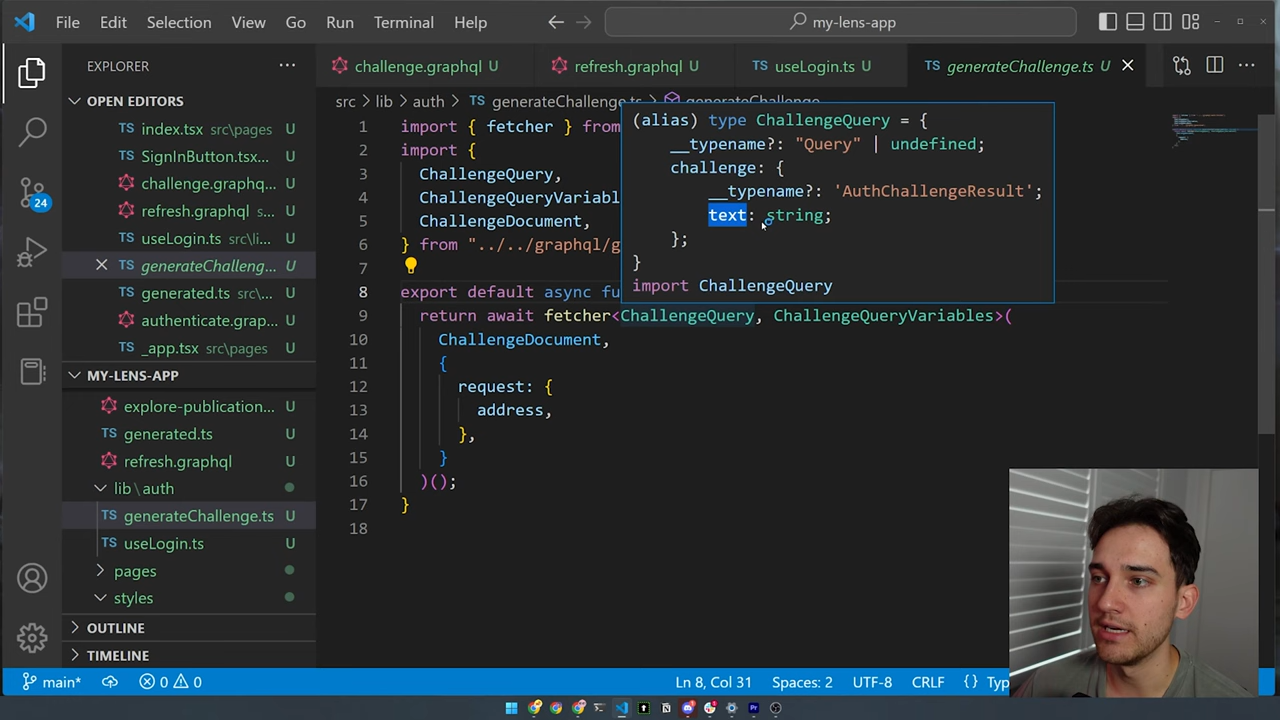 File Edit Selection View Go Run Terminal Help
my-lens-app
EXPLORER
challenge.graphql U
refresh.graphql U
TS useLogin.ts U
TS generateChallenge.ts U
OPEN EDITORS
TS index.tsx src\pages U
TS SignInButton.tsx... U
challenge.graphq... U
refresh.graphql s... U
TS useLogin.ts src\li... U
TS generateChalleng... U
TS generated.ts src\... U
authenticate.grap... U
TS _app.tsx src\pages U
MY-LENS-APP
explore-publication... U
TS generated.ts U
refresh.graphql U
lib\auth
TS generateChallenge.ts U
TS useLogin.ts U
pages
styles
OUTLINE
TIMELINE
24
src > lib > auth > TS generateChallenge.ts > generateChallenge
1 import { fetcher } from
2 import {
3 ChallengeQuery,
4 ChallengeQueryVariabl
5 ChallengeDocument,
6 } from "../../graphql/g
7
8 export default async fu
9 return await fetcher<ChallengeQuery, ChallengeQueryVariables>(
10 ChallengeDocument,
11 {
12 request: {
13 address,
14 },
15 }
16 )();
17 }
18
(alias) type ChallengeQuery = {
__typename?: "Query" | undefined;
challenge: {
__typename?: 'AuthChallengeResult';
text: string;
};
}
import ChallengeQuery
main* 0 0 Ln 8, Col 31 Spaces: 2 UTF-8 CRLF {} Typ